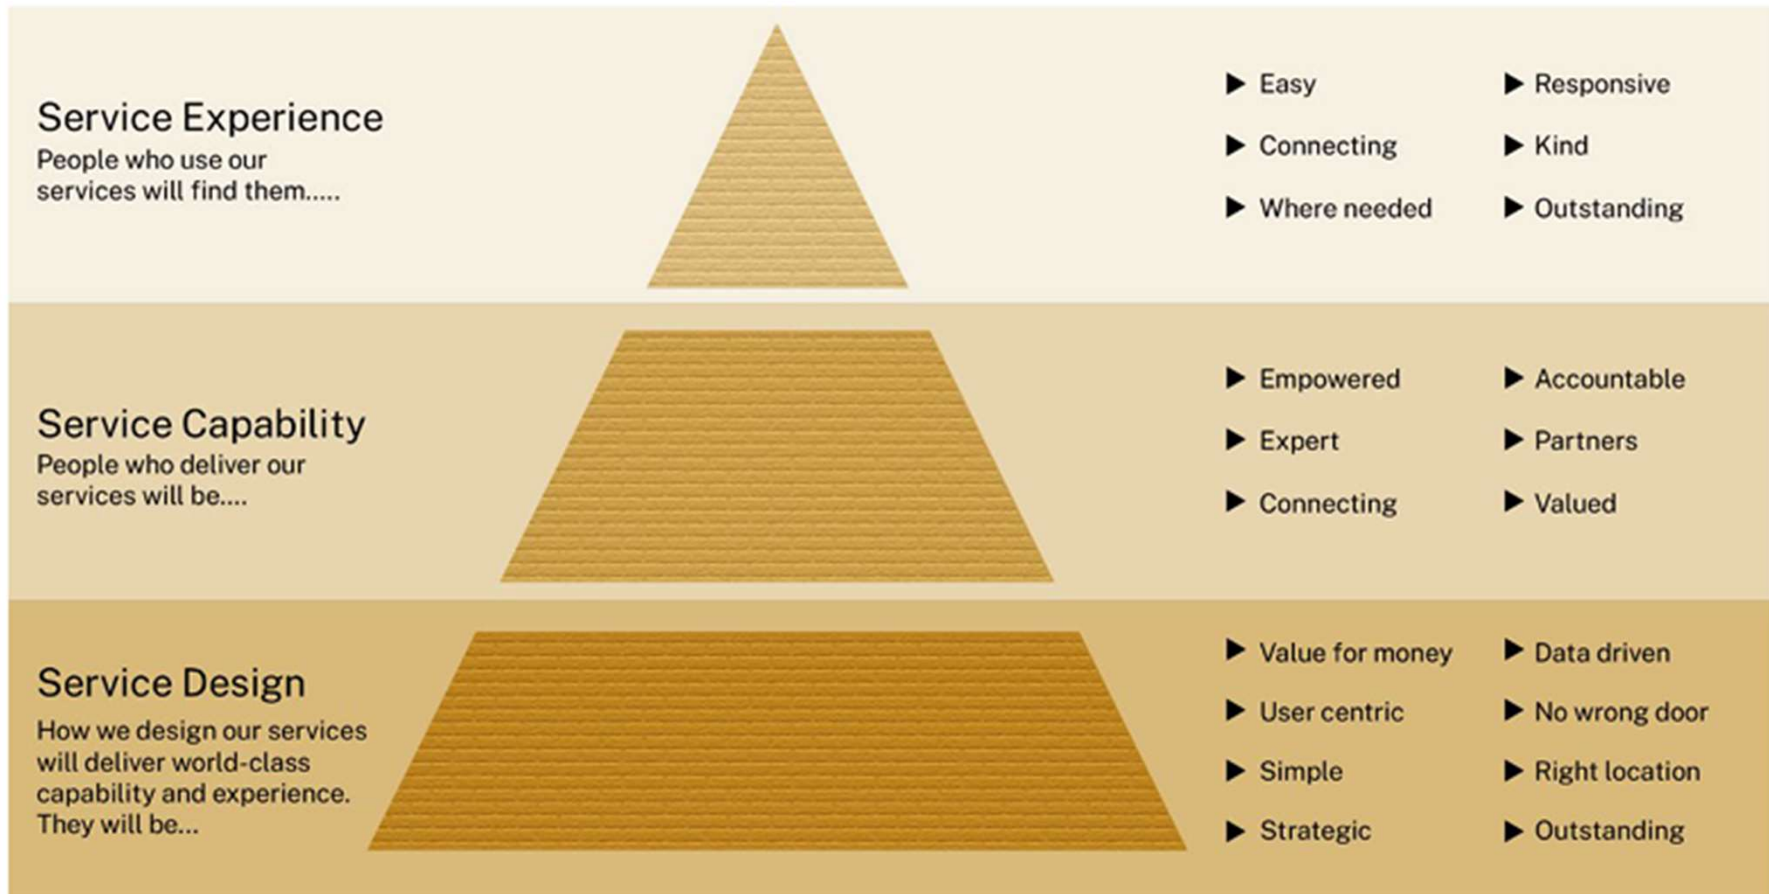 Service Experience
People who use our
services will find them.....
Easy
Responsive
Connecting
Kind
Where needed
Outstanding
Service Capability
People who deliver our
services will be....
Empowered
Accountable
Expert
Partners
Connecting
Valued
Service Design
How we design our services
will deliver world-class
capability and experience.
They will be...
Value for money
Data driven
User centric
No wrong door
Simple
Right location
Strategic
Outstanding